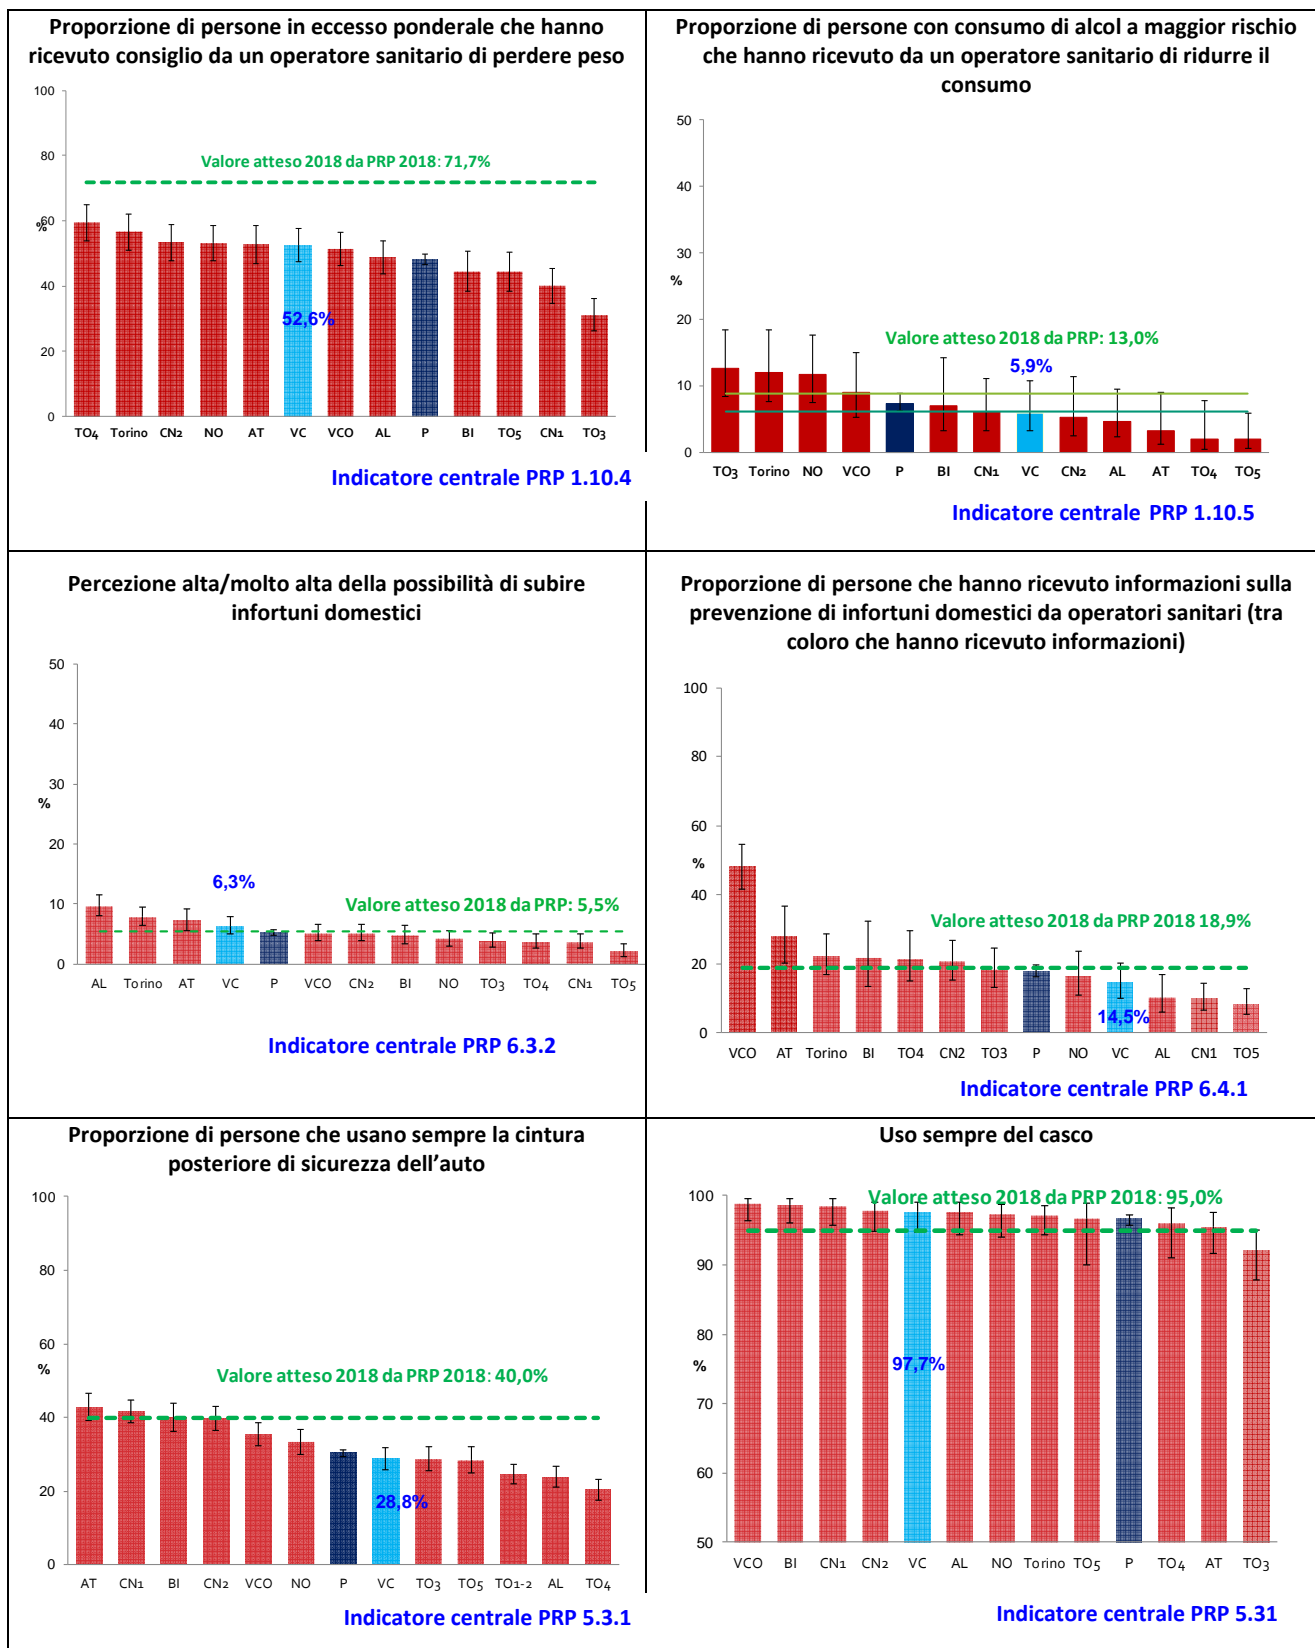 Proporzione di persone in eccesso ponderale che hanno
ricevuto consiglio da un operatore sanitario di perdere peso
100
80
60
40
20
0
%
Valore atteso 2018 da PRP 2018: 71,7%
52,6%
TO4 Torino CN2 NO AT VC VCO AL P BI TO5 CN1 TO3
Indicatore centrale PRP 1.10.4
Proporzione di persone con consumo di alcol a maggior rischio
che hanno ricevuto da un operatore sanitario di ridurre il
consumo
50
40
30
20
10
0
%
Valore atteso 2018 da PRP: 13,0%
5,9%
TO3 Torino NO VCO P BI CN1 VC CN2 AL AT TO4 TO5
Indicatore centrale PRP 1.10.5
Percezione alta/molto alta della possibilità di subire
infortuni domestici
50
40
30
20
10
0
%
6,3%
Valore atteso 2018 da PRP: 5,5%
AL Torino AT VC P VCO CN2 BI NO TO3 TO4 CN1 TO5
Indicatore centrale PRP 6.3.2
Proporzione di persone che hanno ricevuto informazioni sulla
prevenzione di infortuni domestici da operatori sanitari (tra
coloro che hanno ricevuto informazioni)
100
80
60
40
20
0
%
Valore atteso 2018 da PRP 2018 18,9%
14,5%
VCO AT Torino BI TO4 CN2 TO3 P NO VC AL CN1 TO5
Indicatore centrale PRP 6.4.1
Proporzione di persone che usano sempre la cintura
posteriore di sicurezza dell’auto
100
80
60
40
20
0
%
Valore atteso 2018 da PRP 2018: 40,0%
28,8%
AT CN1 BI CN2 VCO NO P VC TO3 TO5 TO1-2 AL TO4
Indicatore centrale PRP 5.3.1
Uso sempre del casco
100
90
80
70
60
50
%
Valore atteso 2018 da PRP 2018: 95,0%
97,7%
VCO BI CN1 CN2 VC AL NO Torino TO5 P TO4 AT TO3
Indicatore centrale PRP 5.31